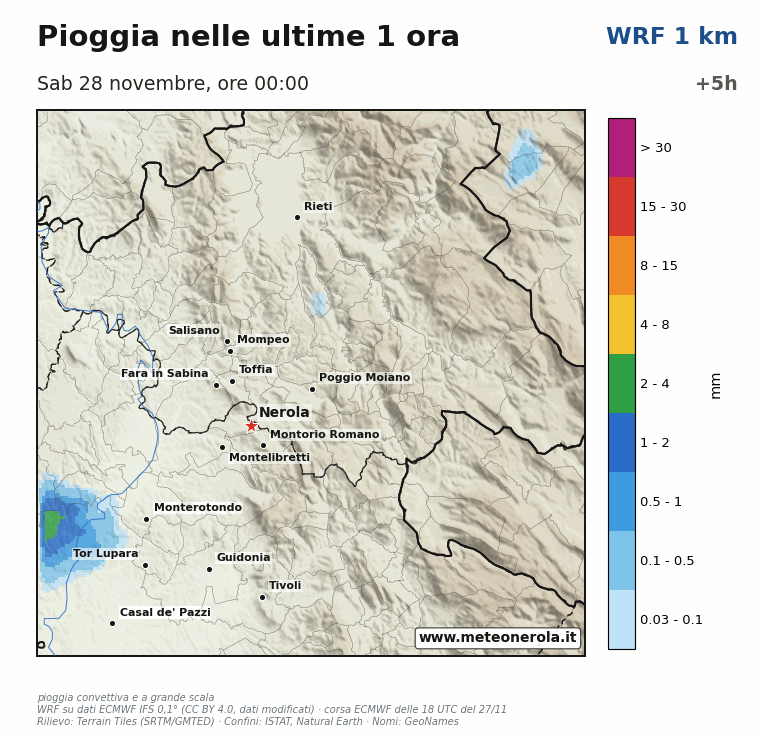 Pioggia nelle ultime 1 ora
WRF 1 km
Sab 28 novembre, ore 00:00
+5h
Rieti
Salisano
Mompeo
Fara in Sabina
Toffia
Poggio Moiano
Nerola
Montorio Romano
Montelibretti
Monterotondo
Tor Lupara
Guidonia
Tivoli
Casal de' Pazzi
www.meteonerola.it
> 30
15 - 30
8 - 15
4 - 8
2 - 4
1 - 2
0.5 - 1
0.1 - 0.5
0.03 - 0.1
mm
pioggia convettiva e a grande scala
WRF su dati ECMWF IFS 0,1° (CC BY 4.0, dati modificati) · corsa ECMWF delle 18 UTC del 27/11
Rilievo: Terrain Tiles (SRTM/GMTED) · Confini: ISTAT, Natural Earth · Nomi: GeoNames